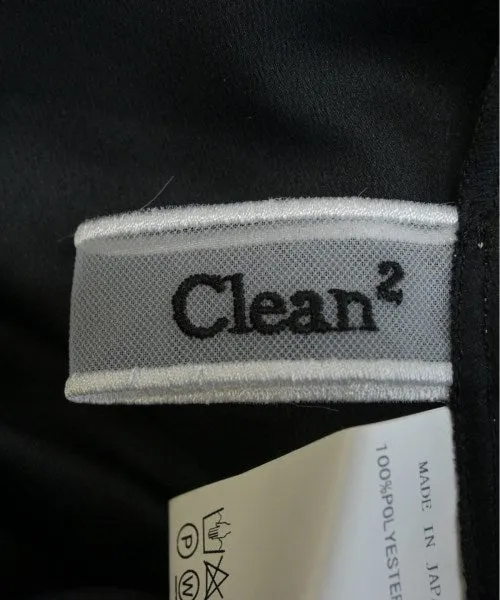 Clean²
MADE IN JAP
100%POLYESTER
P
W